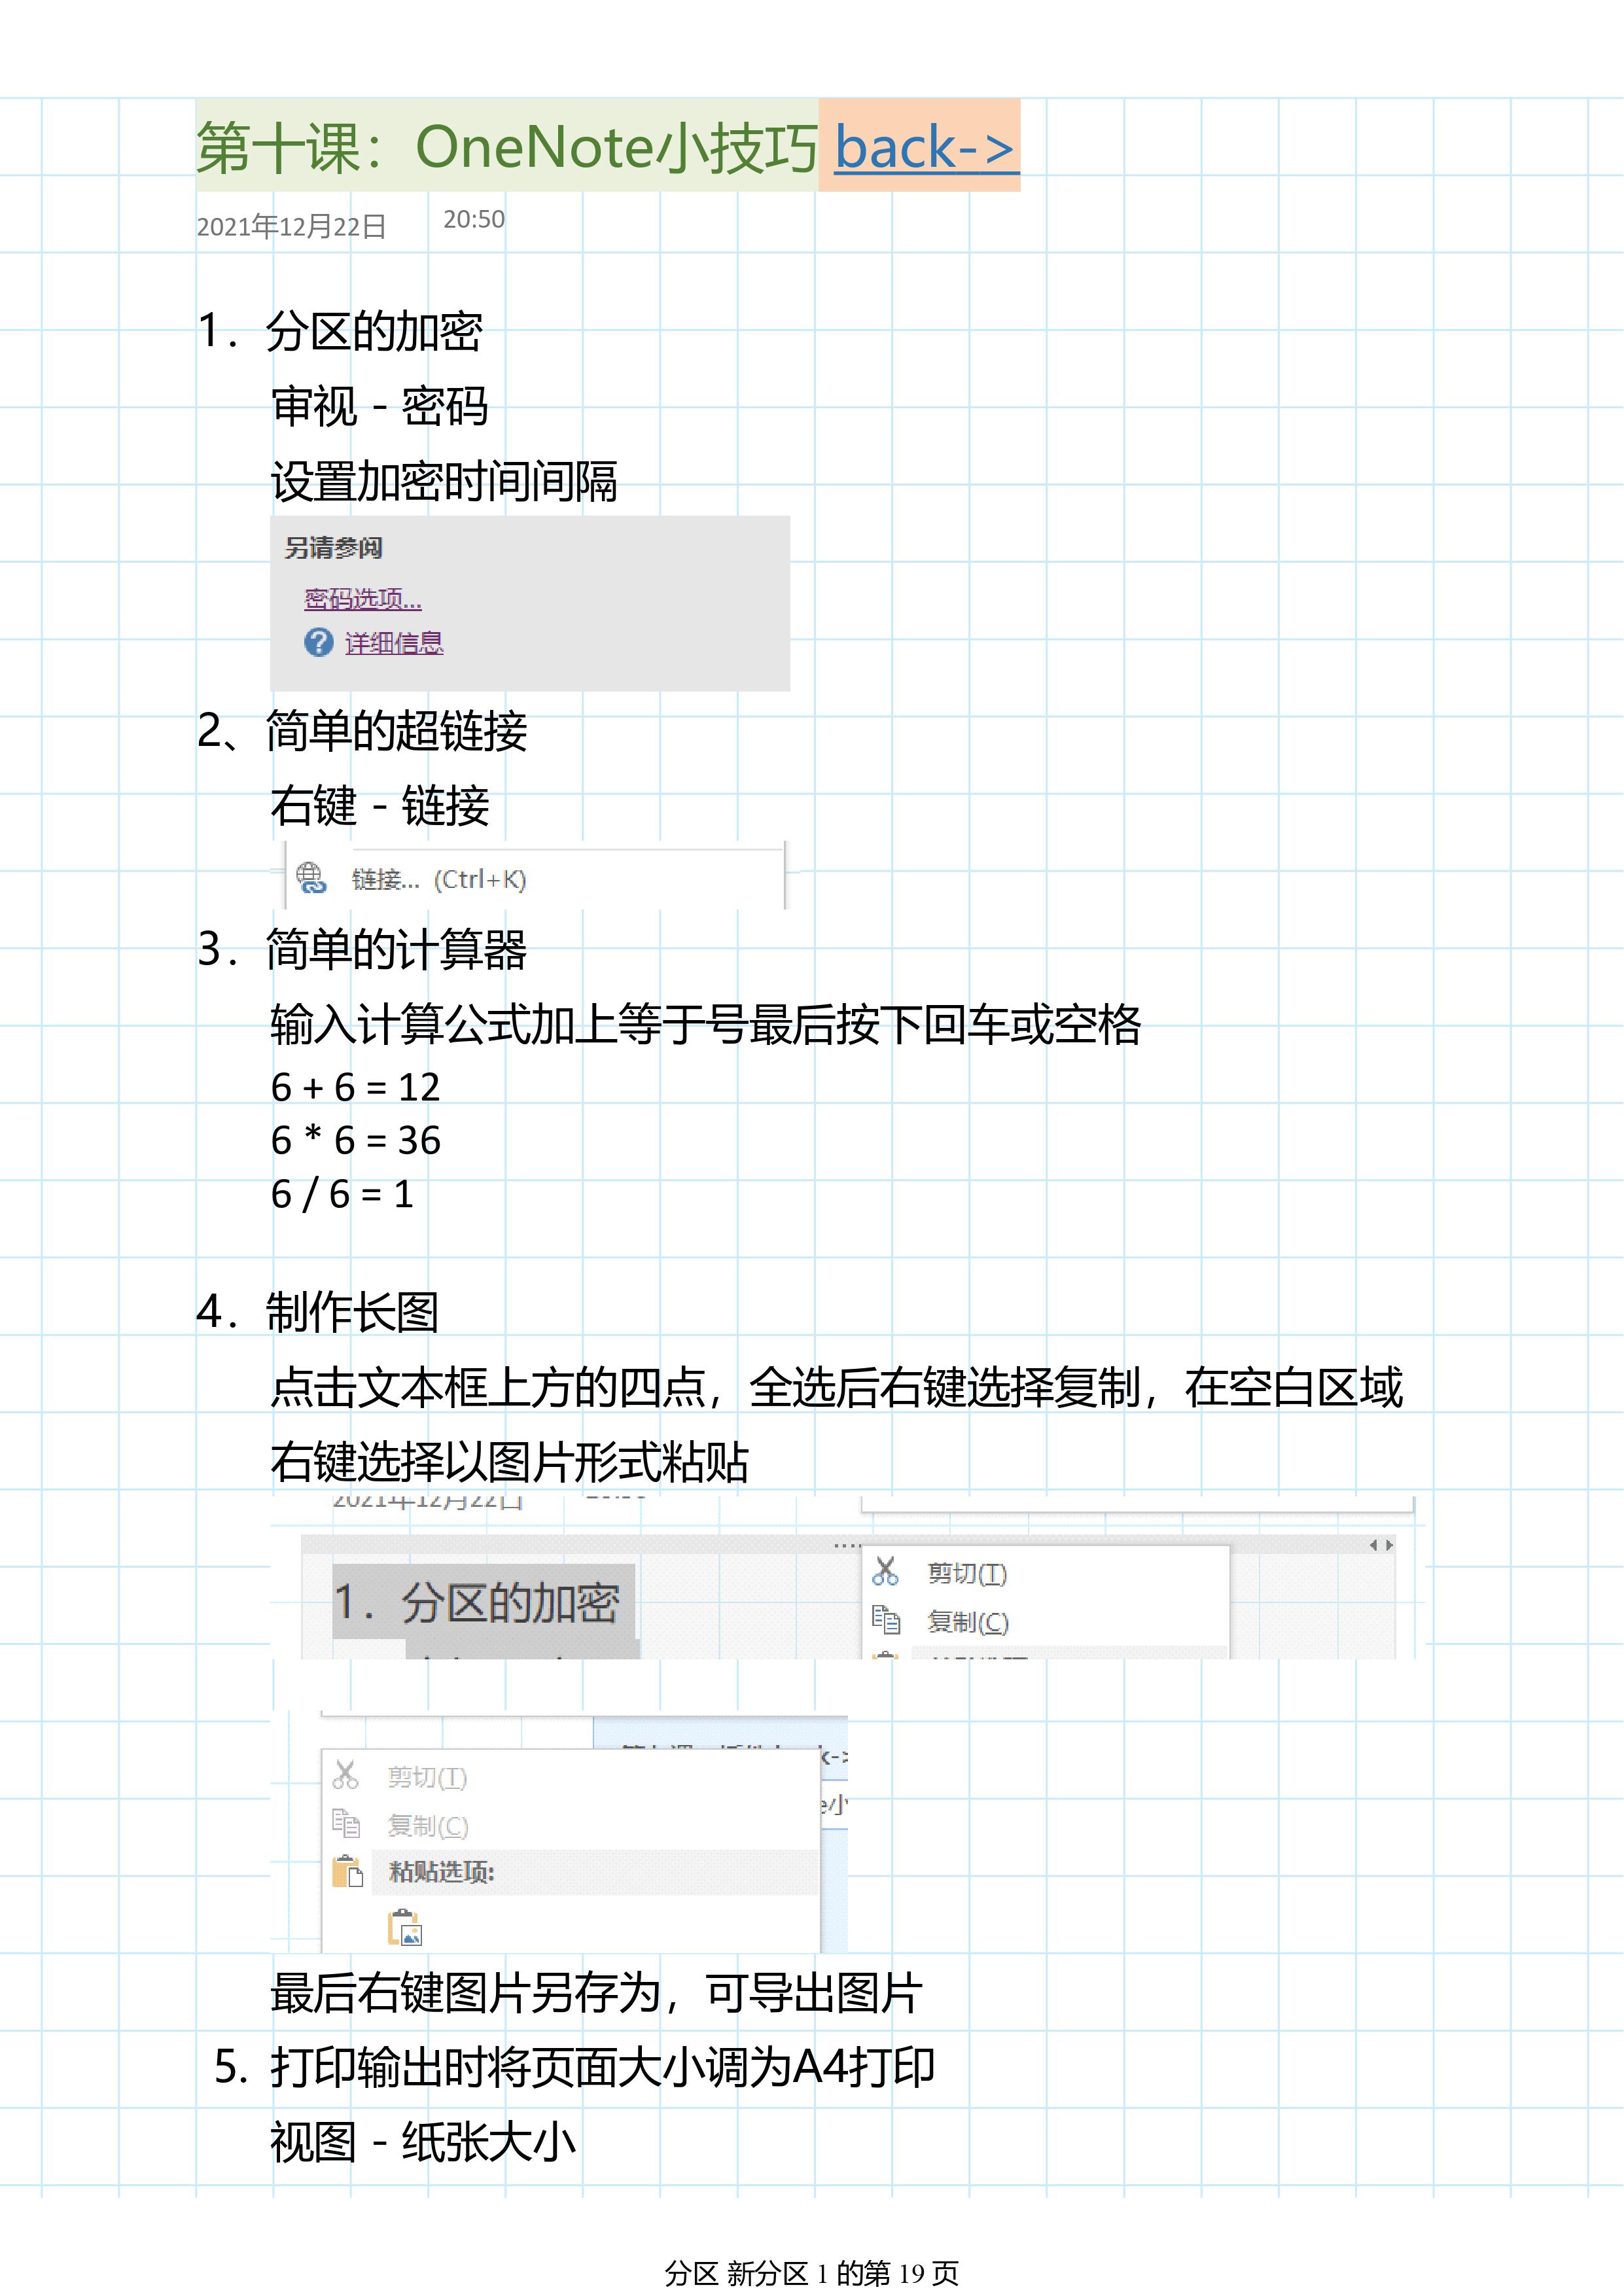 第十课：OneNote小技巧 back->
2021年12月22日 20:50
1. 分区的加密
审视 - 密码
设置加密时间间隔
另请参阅
密码选项...
详细信息
2、简单的超链接
右键 - 链接
链接... (Ctrl+K)
3. 简单的计算器
输入计算公式加上等于号最后按下回车或空格
6 + 6 = 12
6 * 6 = 36
6 / 6 = 1
4. 制作长图
点击文本框上方的四点，全选后右键选择复制，在空白区域
右键选择以图片形式粘贴
2021年12月22日
剪切(T)
1. 分区的加密
复制(C)
剪切(T)
复制(C)
粘贴选项:
最后右键图片另存为，可导出图片
5. 打印输出时将页面大小调为A4打印
视图 - 纸张大小
分区 新分区 1 的第 19 页